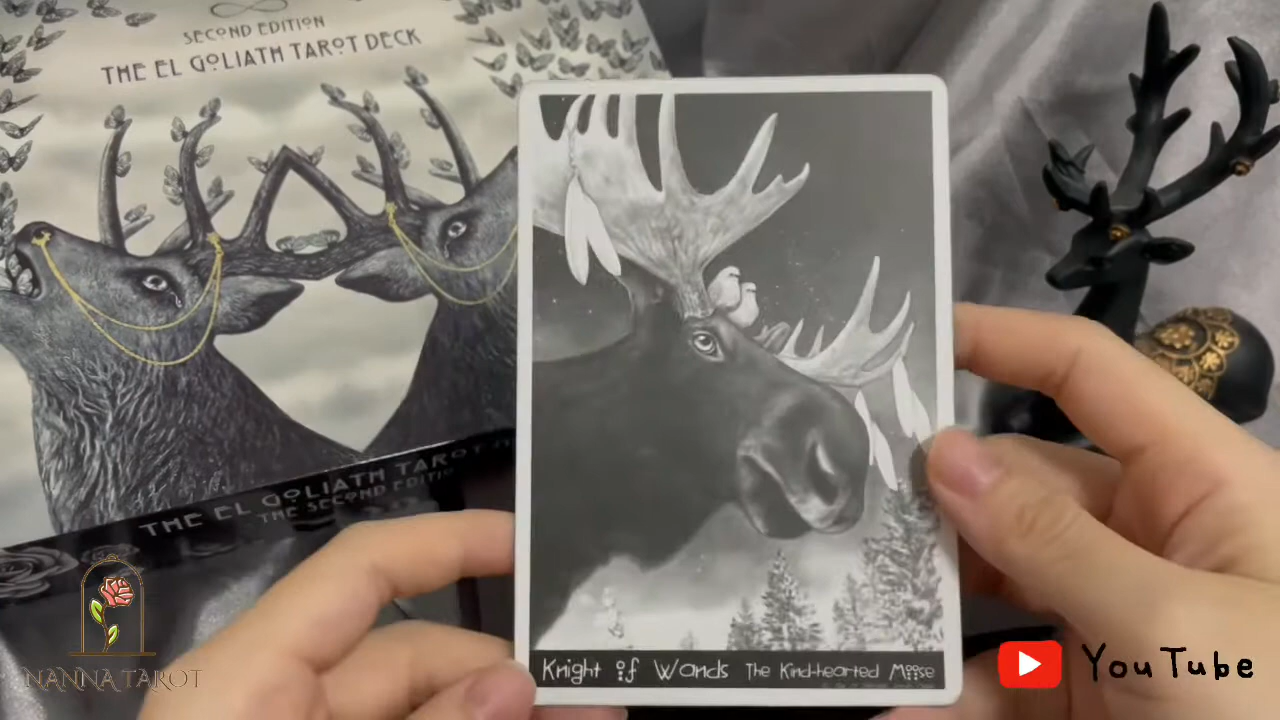 SECOND EDITION
THE EL GOLIATH TAROT DECK
THE EL GOLIATH TAROT
THE SECOND EDITION
Knight of Wands The Kind-hearted Moose
NANNA TAROT
YouTube